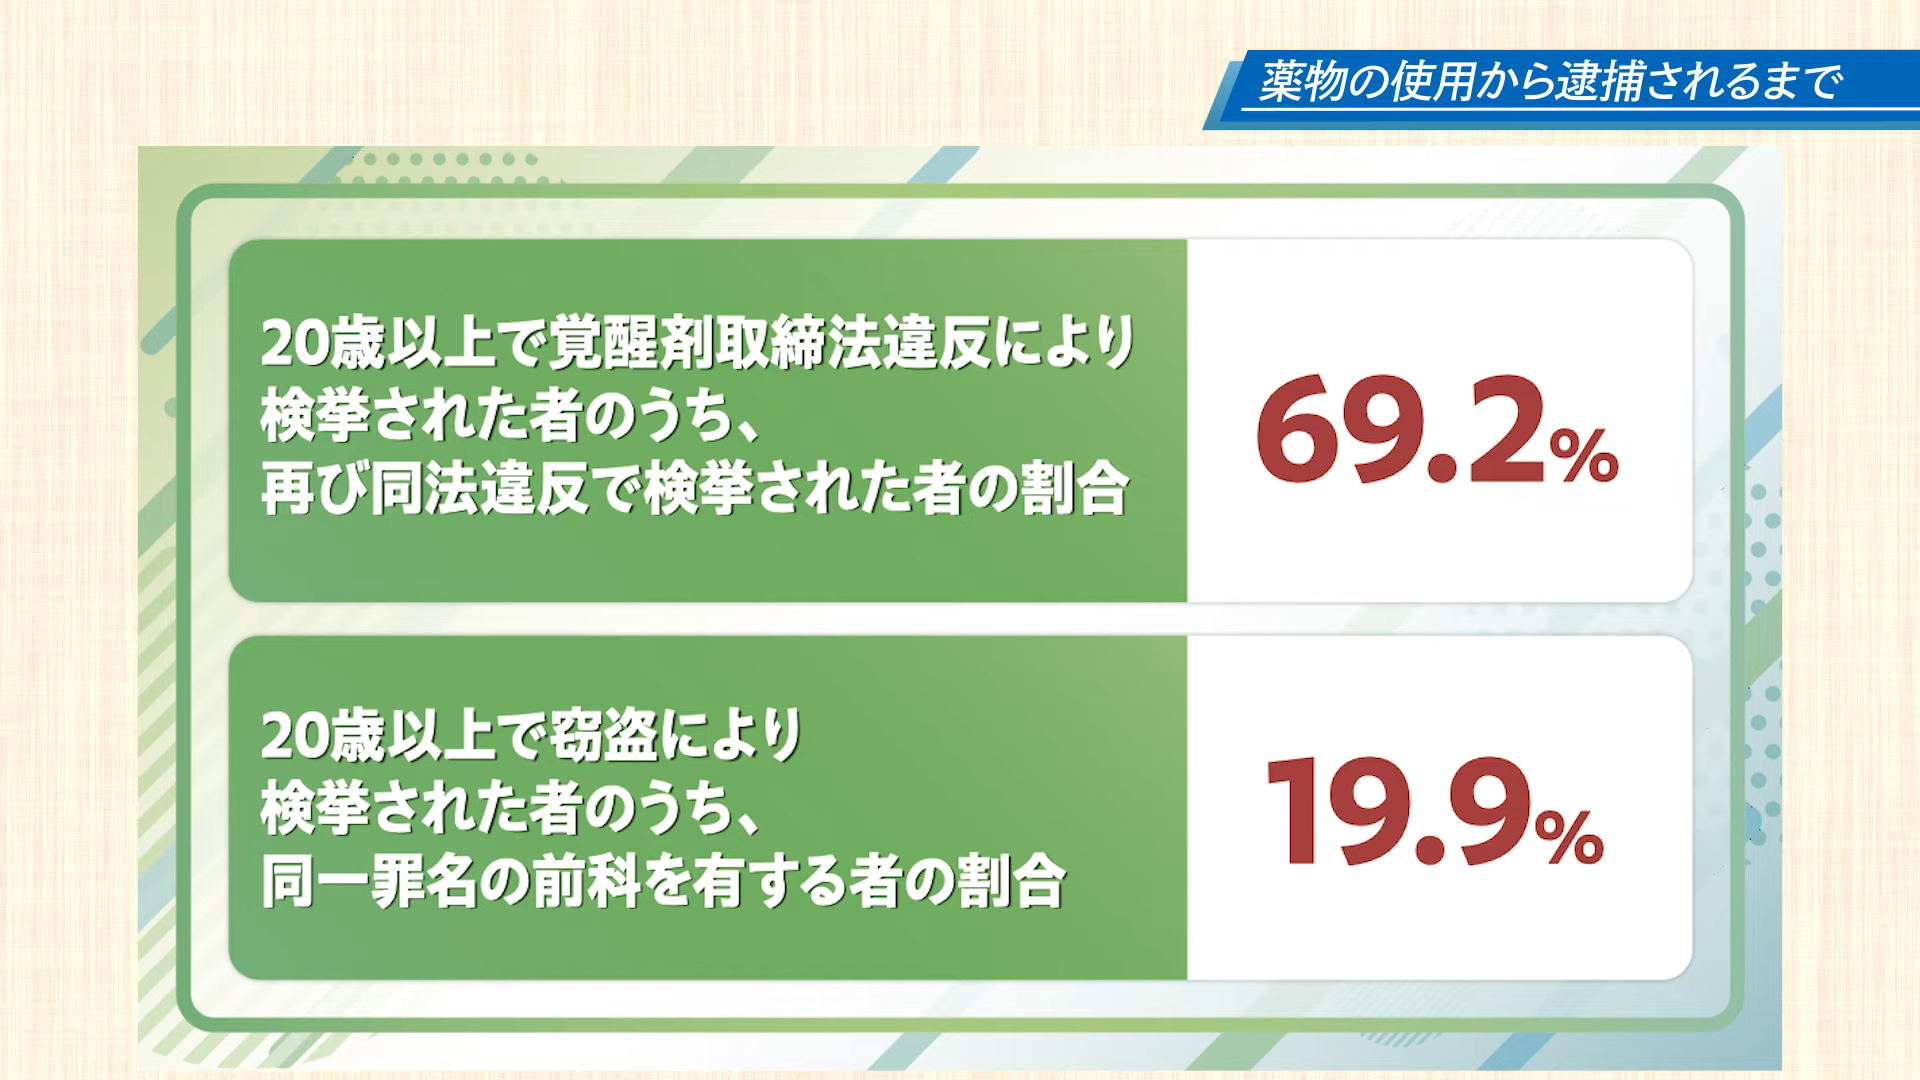 薬物の使用から逮捕されるまで
20歳以上で覚醒剤取締法違反により
検挙された者のうち、
再び同法違反で検挙された者の割合
69.2%
20歳以上で窃盗により
検挙された者のうち、
同一罪名の前科を有する者の割合
19.9%